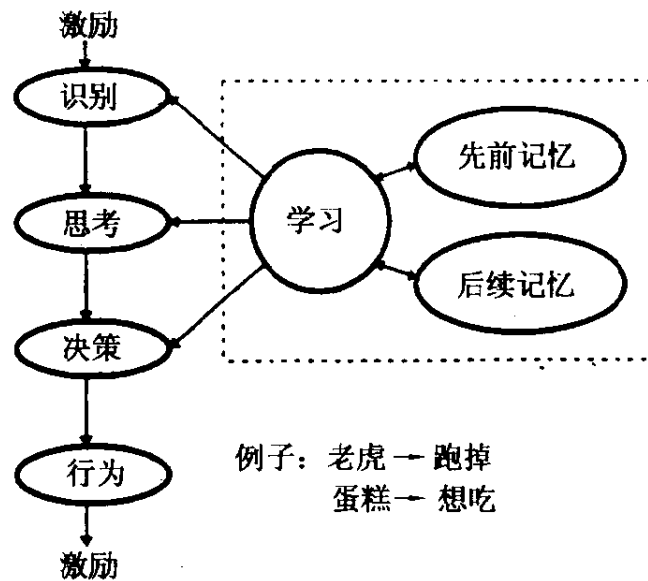 激励
识别
先前记忆
思考
学习
后续记忆
决策
例子：老虎→跑掉
行为
蛋糕→想吃
激励